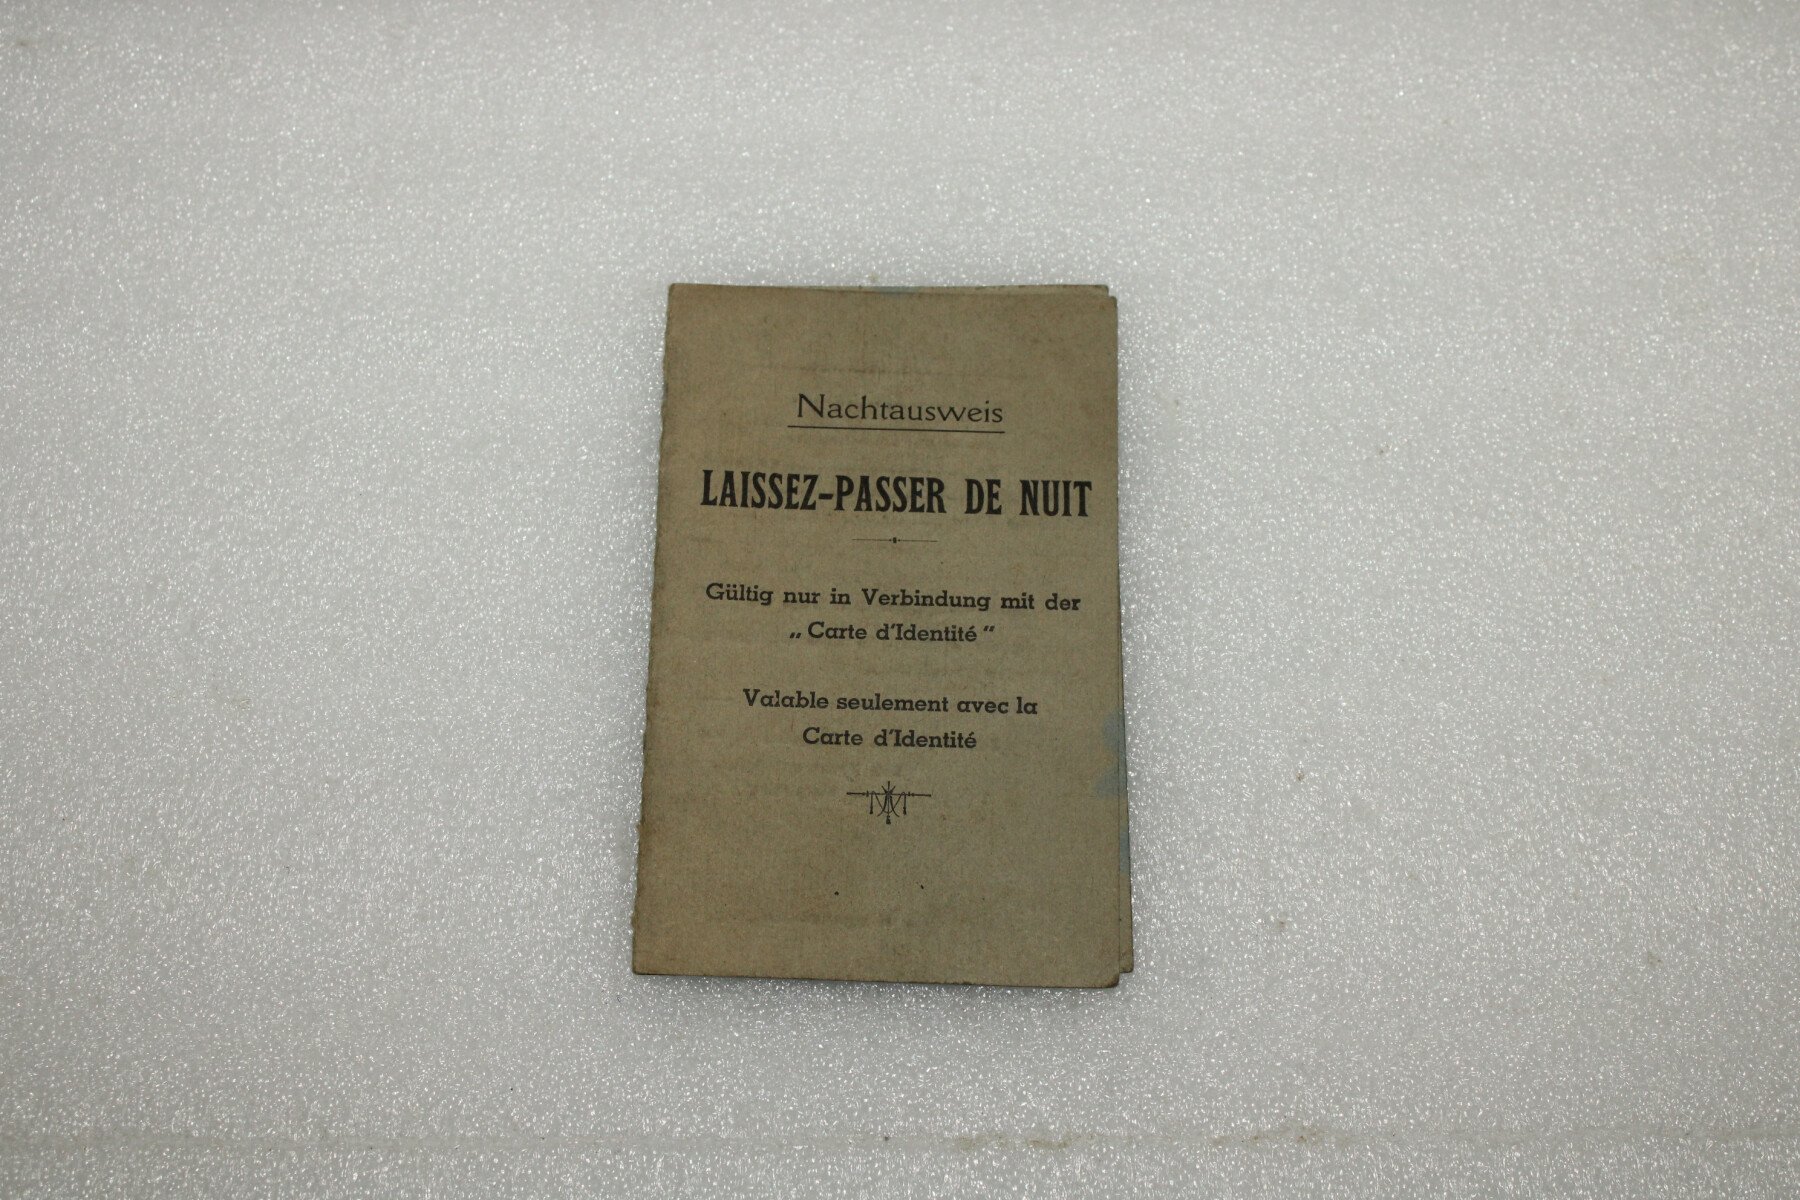 Nachtausweis
LAISSEZ-PASSER DE NUIT
Gültig nur in Verbindung mit der
„ Carte d'Identité "
Valable seulement avec la
Carte d'Identité